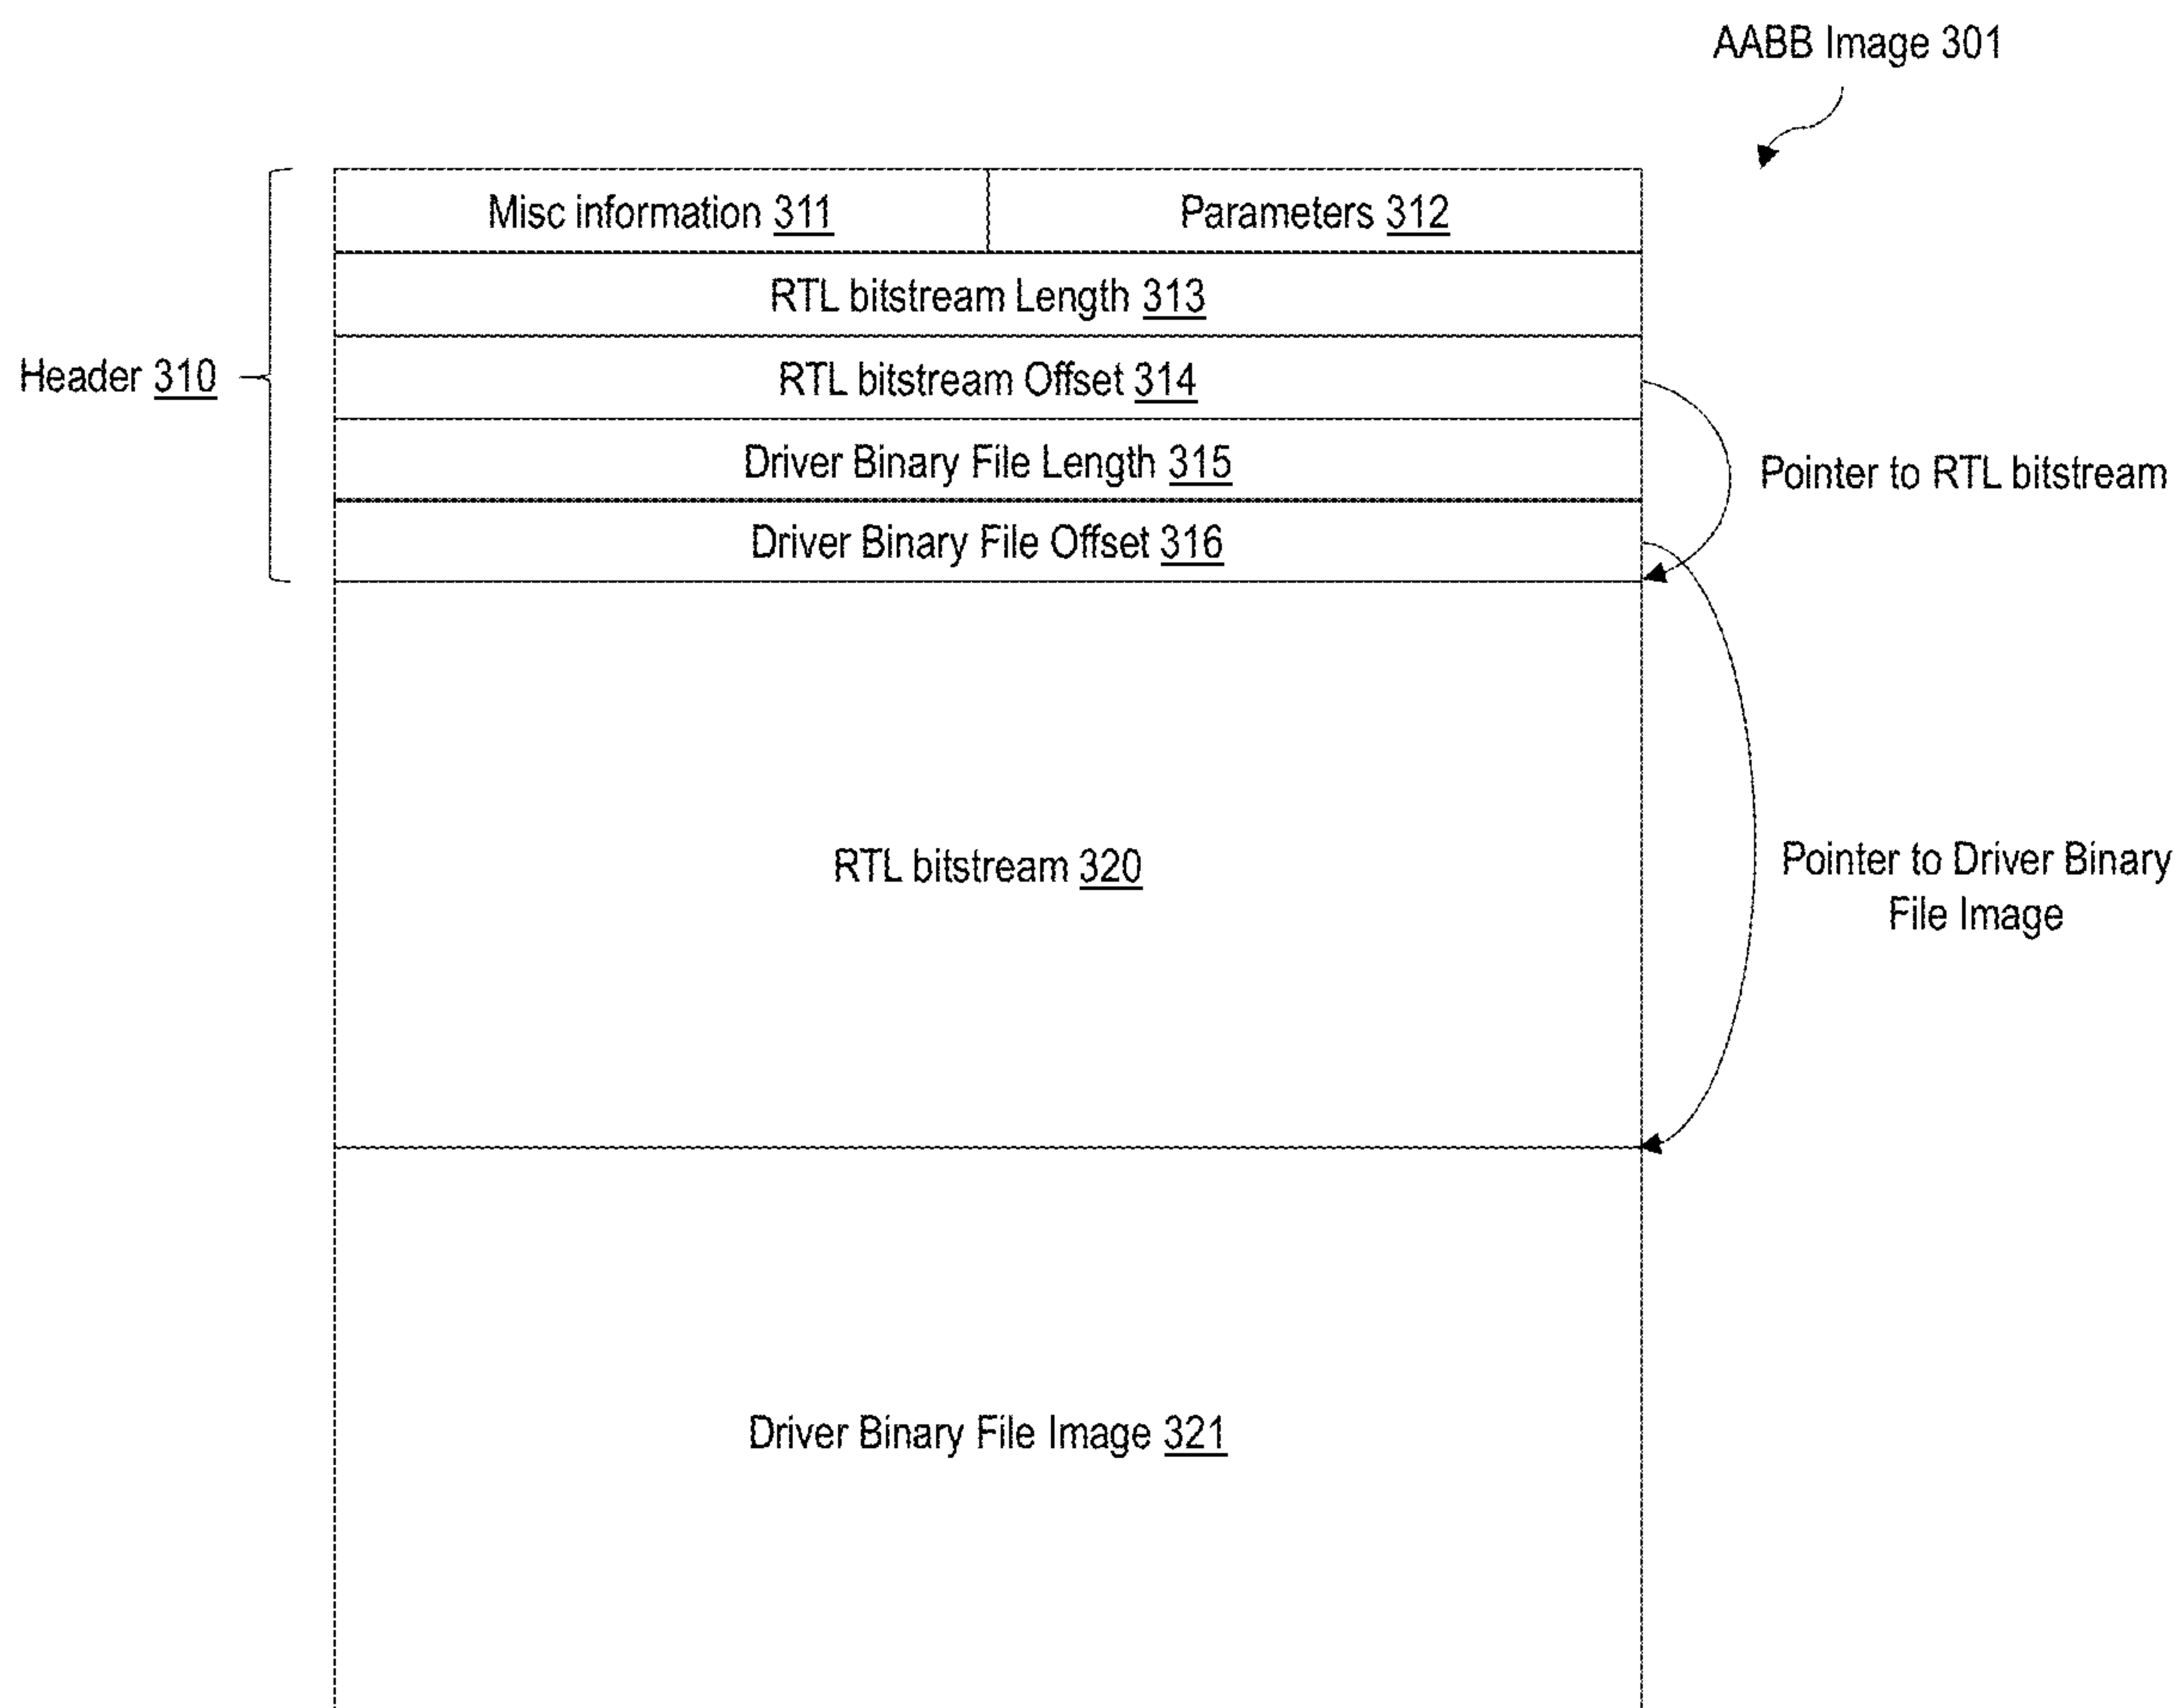 AABB Image 301
Misc information 311
Parameters 312
RTL bitstream Length 313
Header 310
RTL bitstream Offset 314
Driver Binary File Length 315
Pointer to RTL bitstream
Driver Binary File Offset 316
RTL bitstream 320
Pointer to Driver Binary
File Image
Driver Binary File Image 321